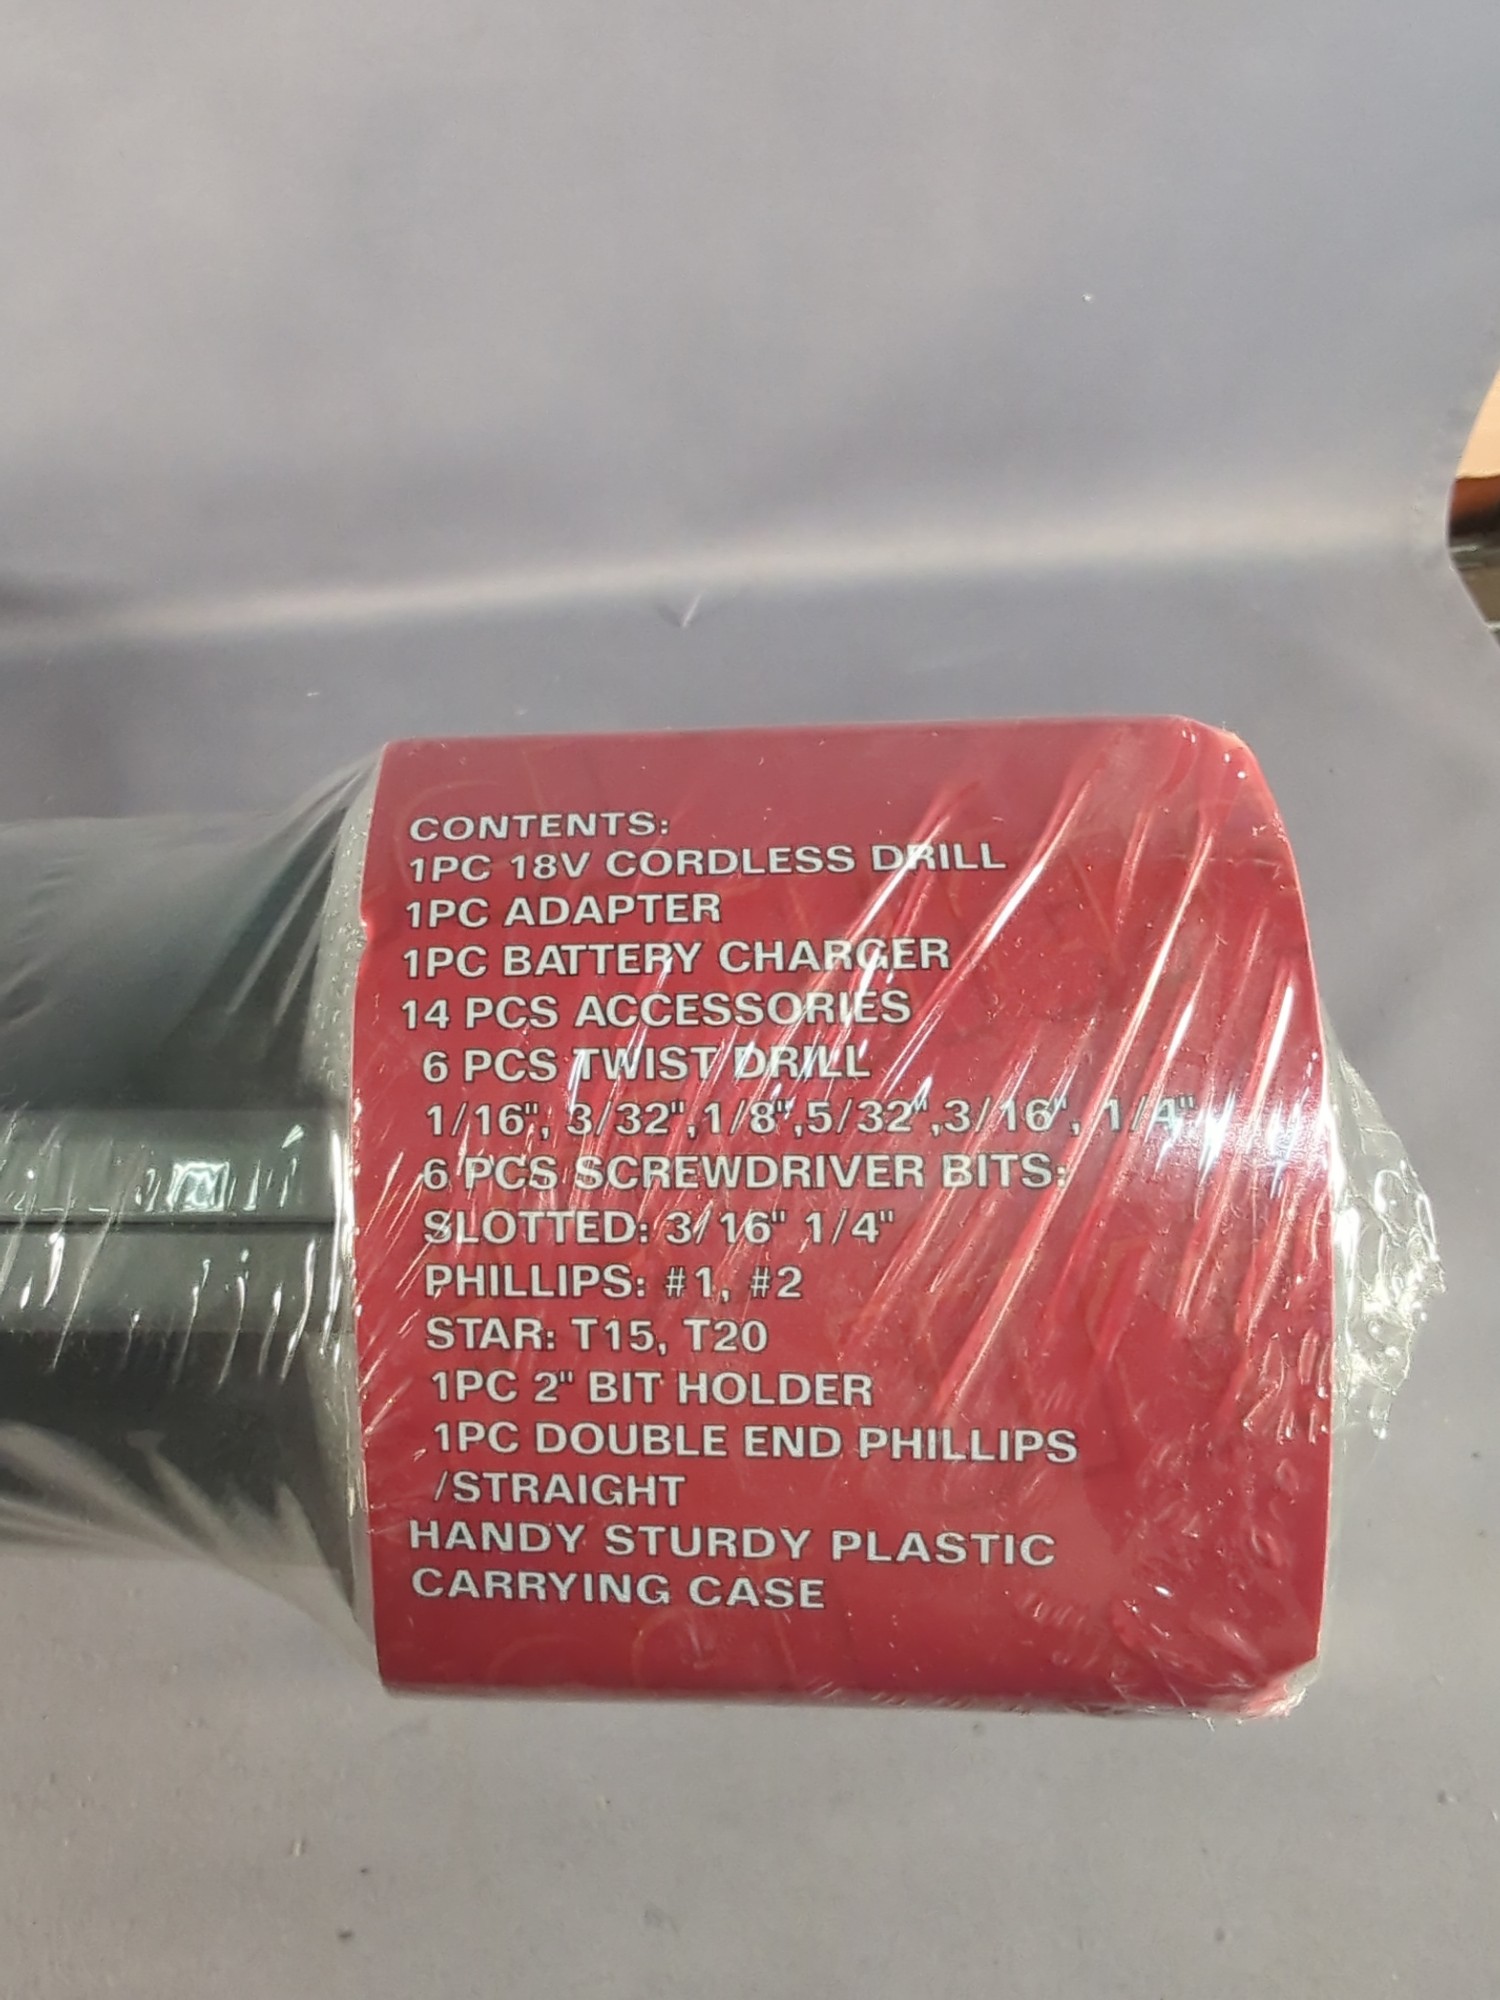 CONTENTS:
1PC 18V CORDLESS DRILL
1PC ADAPTER
1PC BATTERY CHARGER
14 PCS ACCESSORIES
6 PCS TWIST DRILL
1/16", 3/32",1/8",5/32",3/16", 1/4"
6 PCS SCREWDRIVER BITS:
SLOTTED: 3/16" 1/4"
PHILLIPS: #1, #2
STAR: T15, T20
1PC 2" BIT HOLDER
1PC DOUBLE END PHILLIPS
/STRAIGHT
HANDY STURDY PLASTIC
CARRYING CASE